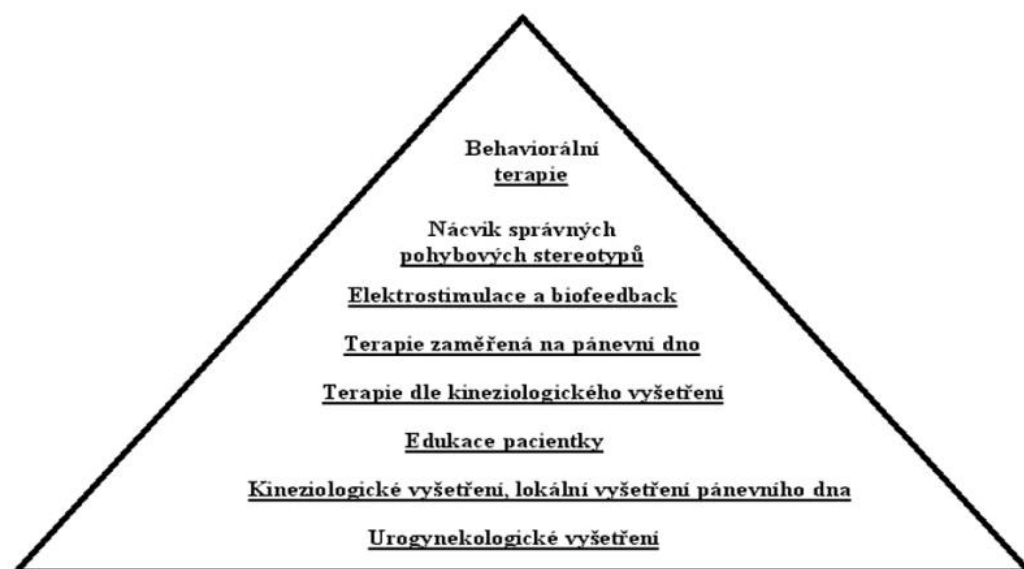 Behaviorální
terapie
Nácvik správných
pohybových stereotypů
Elektrostimulace a biofeedback
Terapie zaměřená na pánevní dno
Terapie dle kineziologického vyšetření
Edukace pacientky
Kineziologické vyšetření, lokální vyšetření pánevního dna
Urogynekologické vyšetření